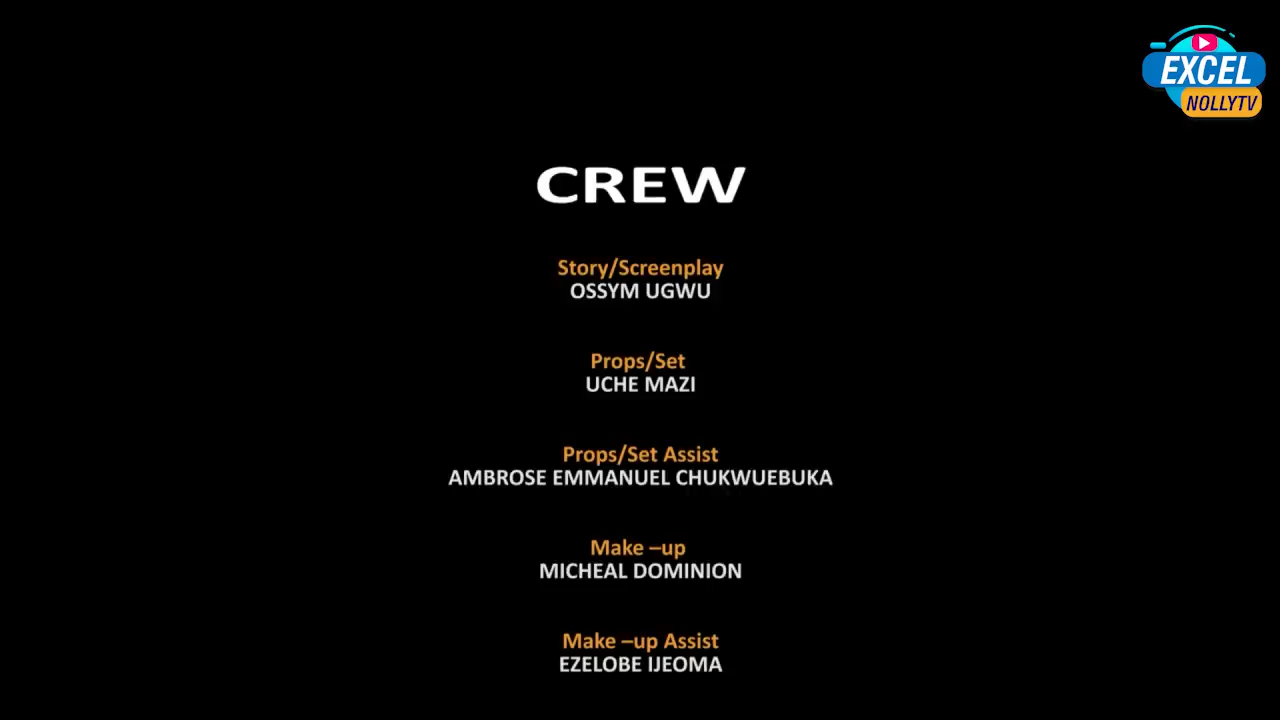 EXCEL
NOLLYTV
CREW
Story/Screenplay
OSSYM UGWU
Props/Set
UCHE MAZI
Props/Set Assist
AMBROSE EMMANUEL CHUKWUEBUKA
Make –up
MICHEAL DOMINION
Make –up Assist
EZELOBE IJEOMA